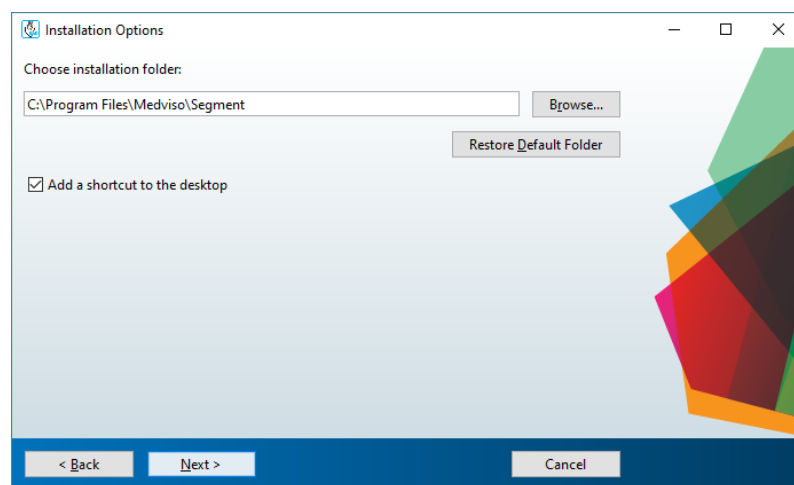 Installation Options
Choose installation folder:
C:\Program Files\Medviso\Segment
Browse...
Restore Default Folder
Add a shortcut to the desktop
< Back
Next >
Cancel